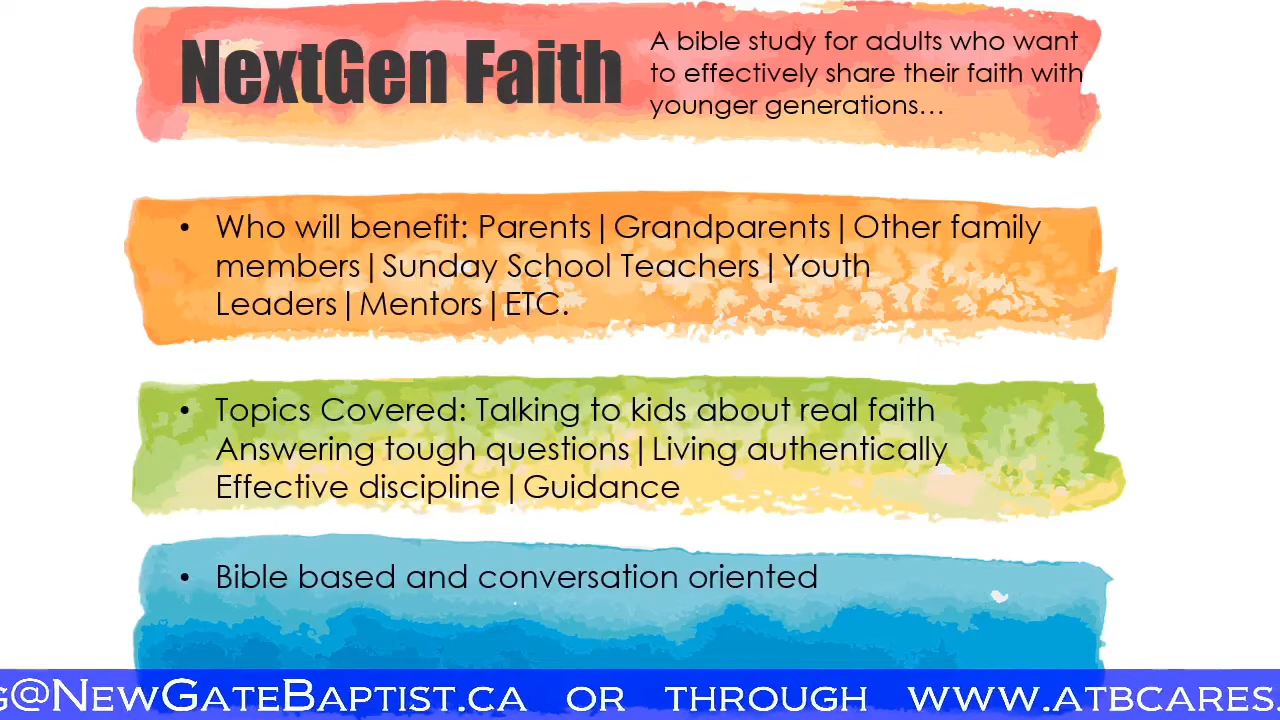 NextGen Faith
A bible study for adults who want
to effectively share their faith with
younger generations…
• Who will benefit: Parents|Grandparents|Other family
members|Sunday School Teachers|Youth
Leaders|Mentors|ETC.
• Topics Covered: Talking to kids about real faith
Answering tough questions|Living authentically
Effective discipline|Guidance
• Bible based and conversation oriented
G@NewGateBaptist.ca or through www.atbcares.